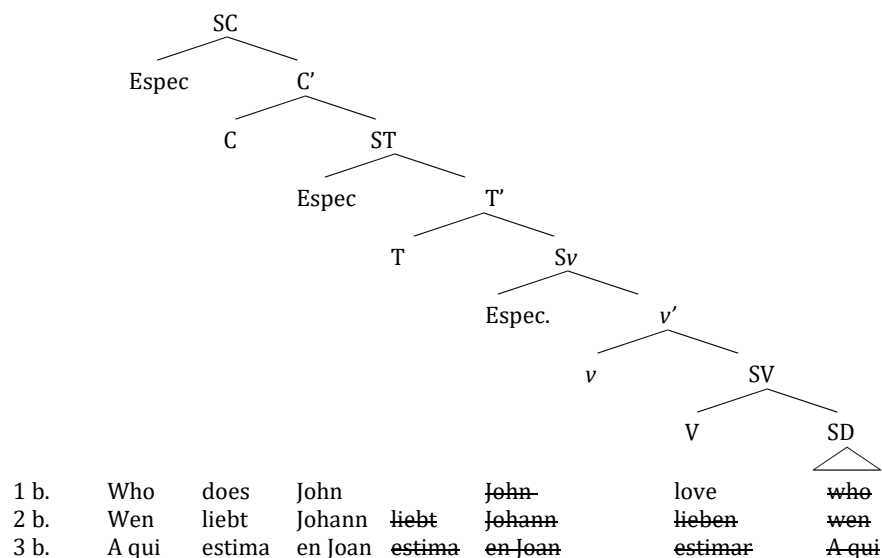 SC
Espec C’
C ST
Espec T’
T Sv
Espec. v’
v SV
V SD
1 b. Who does John John love who
2 b. Wen liebt Johann liebt Johann lieben wen
3 b. A qui estima en Joan estima en Joan estimar A qui